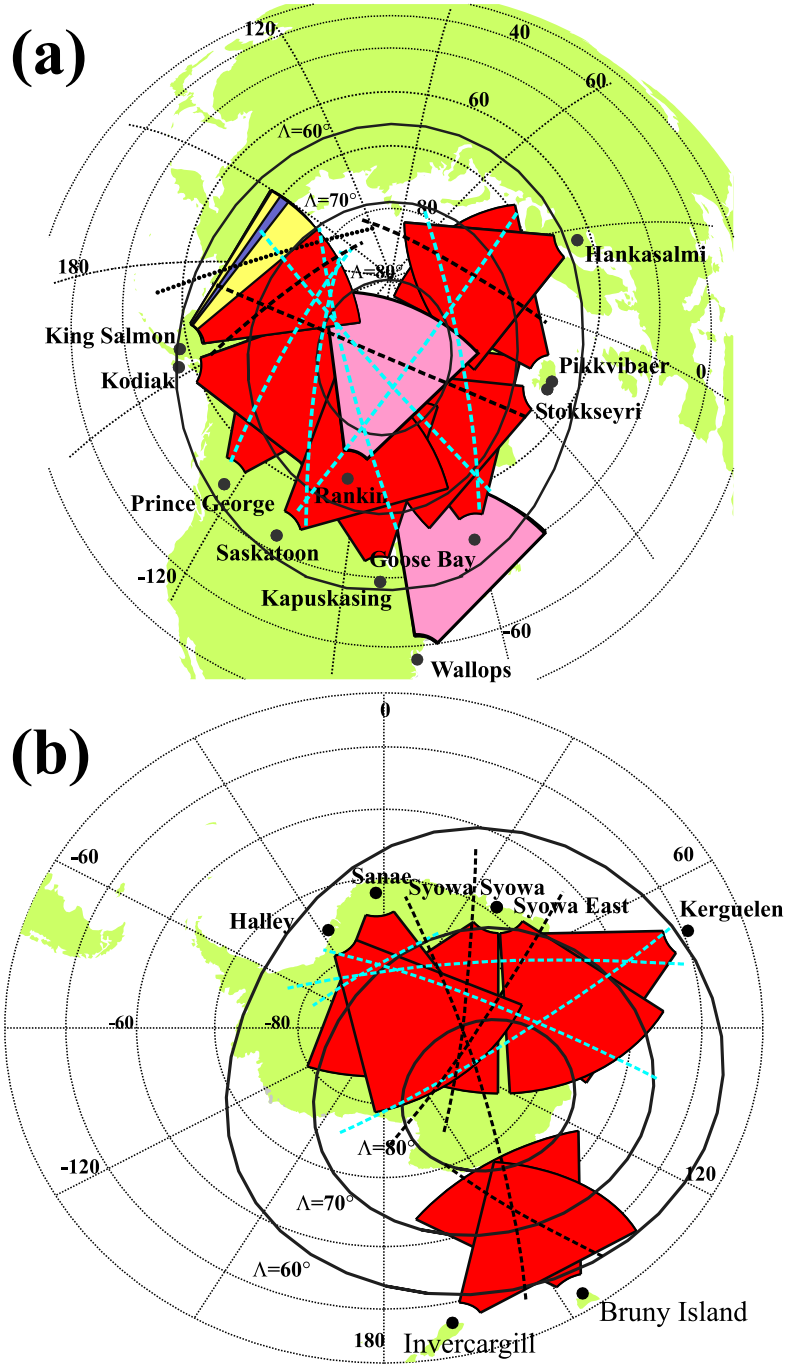 (a)
120
40
60
60
Λ=60°
Λ=70°
80
Hankasalmi
180
Λ=80°
King Salmon
Kodiak
Pikkvibaer
0
Stokkseyri
Prince George
Rankin
Saskatoon
Goose Bay
-120
Kapuskasing
-60
Wallops
(b)
0
-60
60
Sanae
Syowa Syowa
Halley
Syowa East
Kerguelen
-60
-80
Λ=80°
-120
120
Λ=70°
Λ=60°
Bruny Island
180
Invercargill